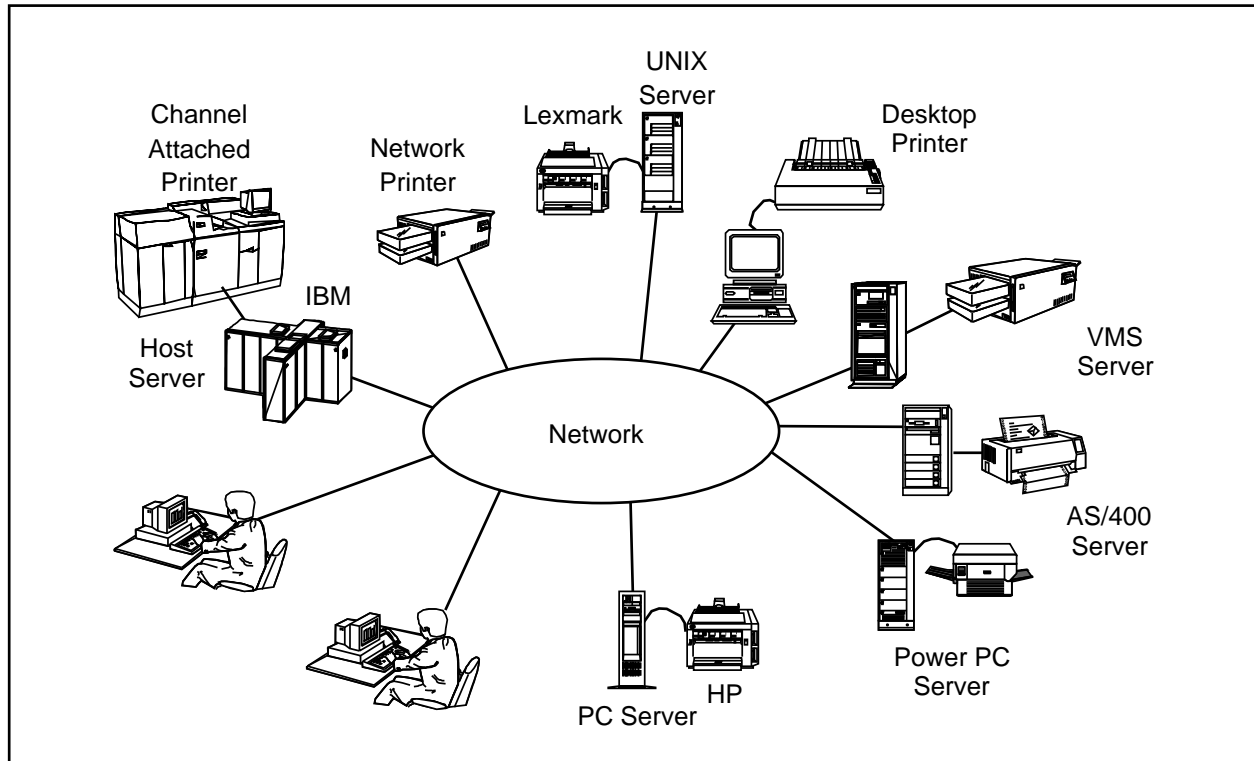 UNIX
Server
Lexmark
Desktop
Printer
Channel
Attached
Printer
Network
Printer
IBM
Host
Server
VMS
Server
Network
AS/400
Server
Power PC
Server
HP
PC Server